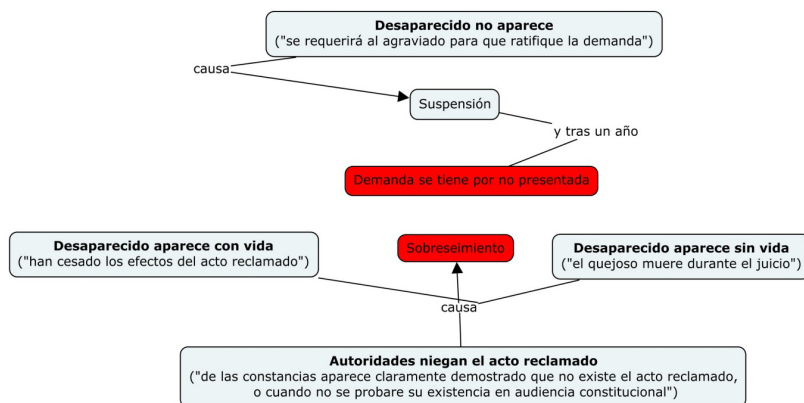 Desaparecido no aparece
("se requerirá al agraviado para que ratifique la demanda")
causa
Suspensión
y tras un año
Demanda se tiene por no presentada
Desaparecido aparece con vida
("han cesado los efectos del acto reclamado")
Sobreseimiento
Desaparecido aparece sin vida
("el quejoso muere durante el juicio")
causa
Autoridades niegan el acto reclamado
("de las constancias aparece claramente demostrado que no existe el acto reclamado,
o cuando no se probare su existencia en audiencia constitucional")